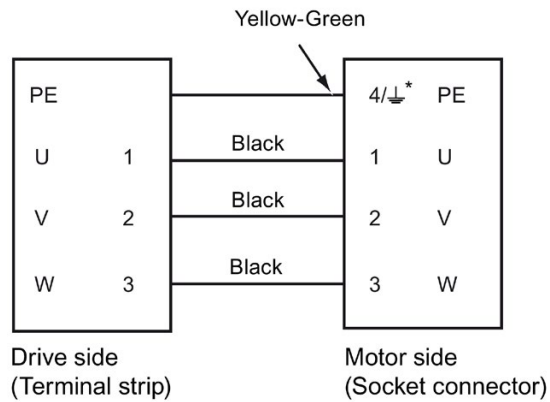 Yellow-Green
PE 4/⏚* PE
Black
U 1 1 U
Black
V 2 2 V
Black
W 3 3 W
Drive side Motor side
(Terminal strip) (Socket connector)